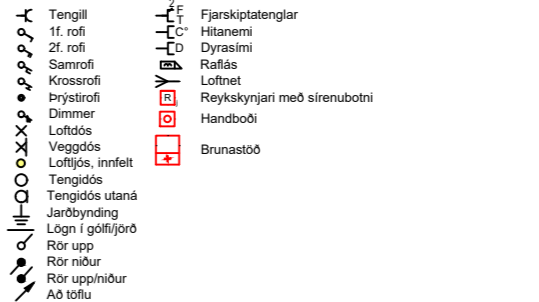 Tengill
1f. rofi
2f. rofi
Samrofi
Krossrofi
Þrýstirofi
Dimmer
Loftdós
Veggdós
Loftljós, innfelt
Tengidós
Tengidós utaná
Jarðbynding
Lögn í gólfi/jörð
Rör upp
Rör niður
Rör upp/niður
Að töflu
2 F T Fjarskiptatenglar
C° Hitanemi
D Dyrasími
Raflás
Loftnet
R Reykskynjari með sírenubotni
Handboði
Brunastöð